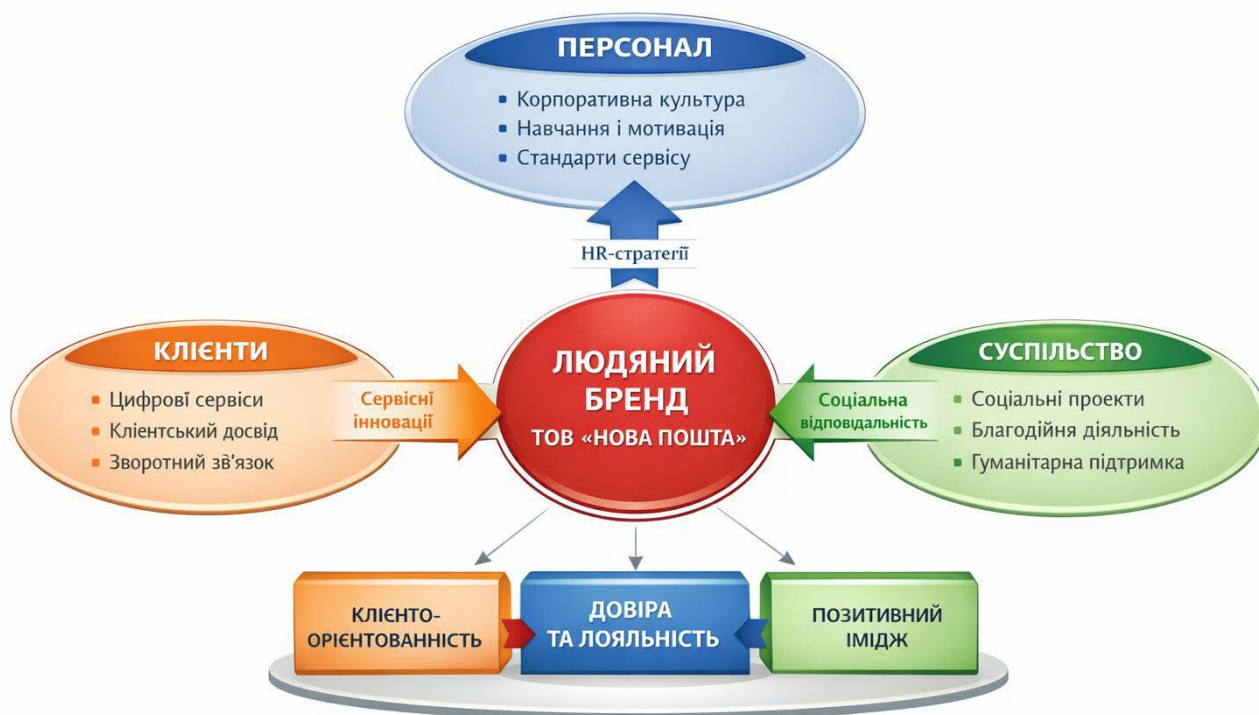 ПЕРСОНАЛ
Корпоративна культура
Навчання і мотивація
Стандарти сервісу
HR-стратегії
КЛІЄНТИ
Цифрові сервіси
Клієнтський досвід
Зворотний зв'язок
Сервісні
інновації
ЛЮДЯНИЙ
БРЕНД
ТОВ «НОВА ПОШТА»
Соціальна
відповідальність
СУСПІЛЬСТВО
Соціальні проекти
Благодійна діяльність
Гуманітарна підтримка
КЛІЄНТО-
ОРІЄНТОВАННІСТЬ
ДОВІРА
ТА ЛОЯЛЬНІСТЬ
ПОЗИТИВНИЙ
ІМІДЖ